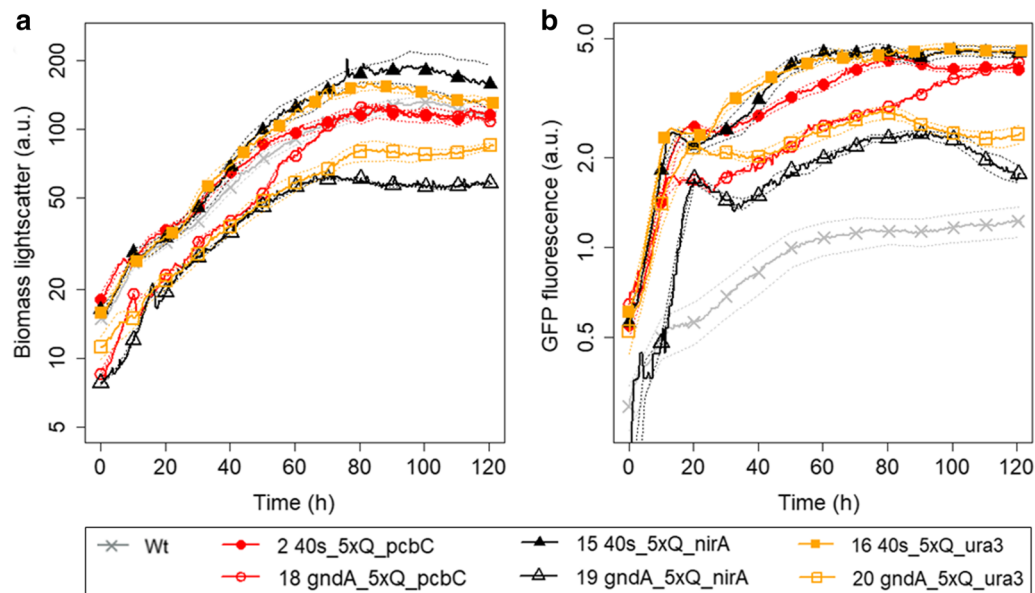 a
Biomass lightscatter (a.u.)
200
100
50
20
10
5
0 20 40 60 80 100 120
Time (h)
b
GFP fluorescence (a.u.)
5.0
2.0
1.0
0.5
0 20 40 60 80 100 120
Time (h)
Wt 2 40s_5xQ_pcbC 15 40s_5xQ_nirA 16 40s_5xQ_ura3
18 gndA_5xQ_pcbC 19 gndA_5xQ_nirA 20 gndA_5xQ_ura3